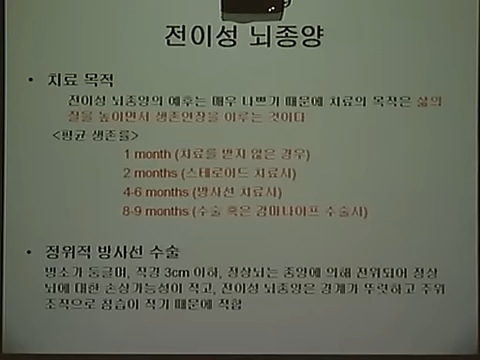 전이성 뇌종양
• 치료 목적
전이성 뇌종양의 예후는 매우 나쁘기 때문에 치료의 목적은 삶의
질을 높이면서 생존연장을 이루는 것이다
<평균 생존률>
1 month (치료를 받지 않은 경우)
2 months (스테로이드 치료시)
4-6 months (방사선 치료시)
8-9 months (수술 혹은 감마나이프 수술시)
• 정위적 방사선 수술
병소가 둥글며, 직경 3cm 이하, 정상뇌는 종양에 의해 전위되어 정상
뇌에 대한 손상가능성이 적고, 전이성 뇌종양은 경계가 뚜렷하고 주위
조직으로 침습이 적기 때문에 적합